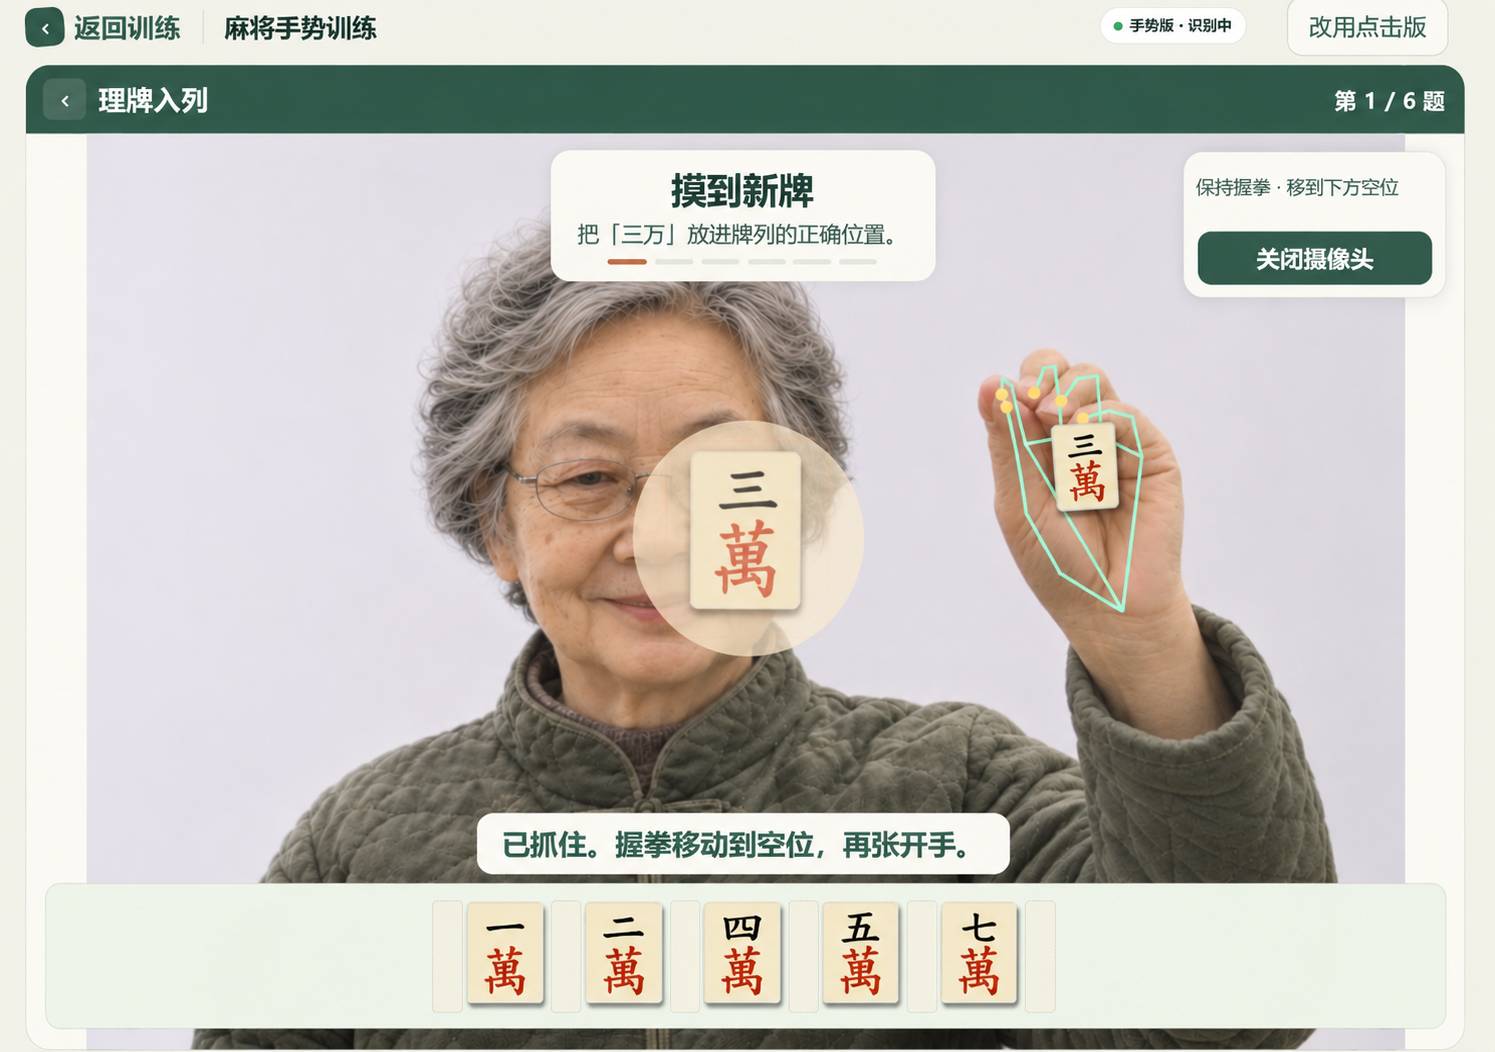 返回训练
麻将手势训练
手势版·识别中
改用点击版
理牌入列
第 1 / 6 题
摸到新牌
把「三万」放进牌列的正确位置。
保持握拳·移到下方空位
关闭摄像头
三
萬
三
萬
已抓住。握拳移动到空位，再张开手。
一 二 四 五 七
萬 萬 萬 萬 萬